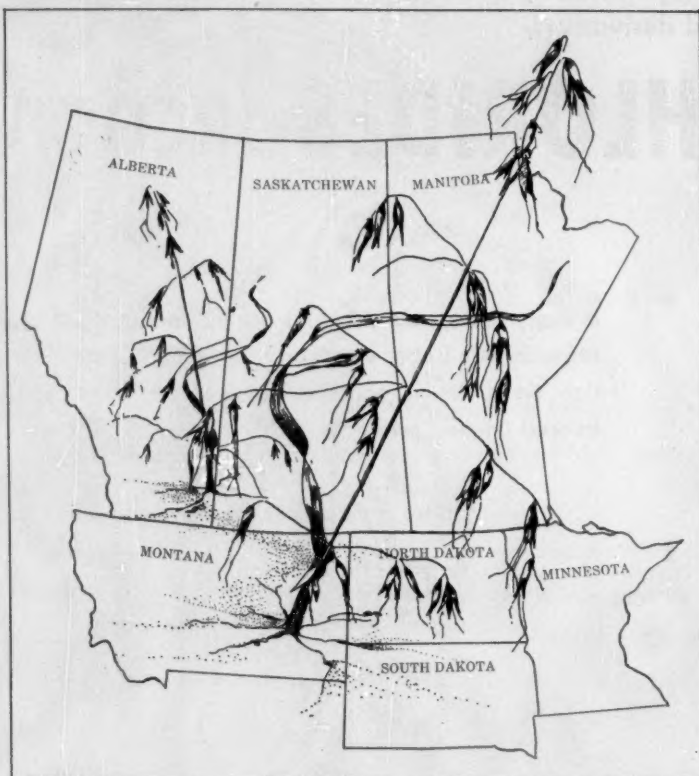 ALBERTA
SASKATCHEWAN
MANITOBA
MONTANA
NORTH DAKOTA
MINNESOTA
SOUTH DAKOTA